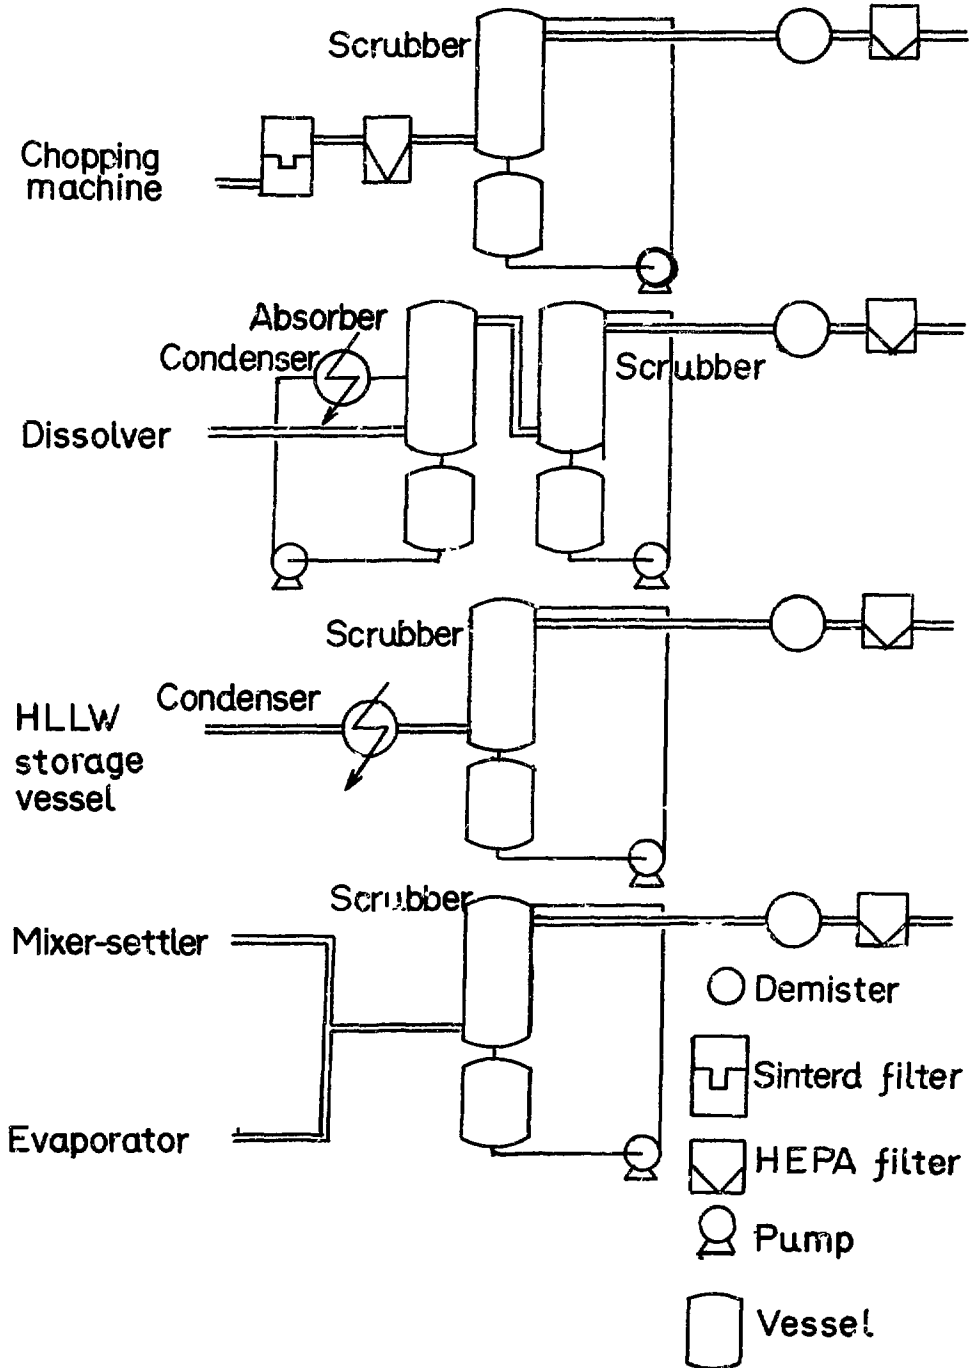 Scrubber
Chopping
machine
Absorber
Condenser
Scrubber
Dissolver
Scrubber
Condenser
HLLW
storage
vessel
Scrubber
Mixer-settler
Demister
Sinterd filter
Evaporator
HEPA filter
Pump
Vessel